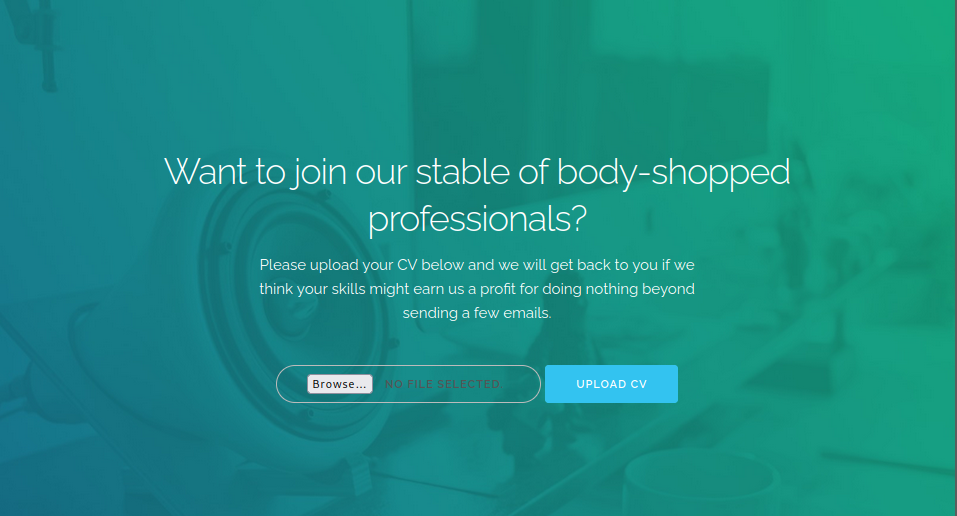 Want to join our stable of body-shopped
professionals?
Please upload your CV below and we will get back to you if we
think your skills might earn us a profit for doing nothing beyond
sending a few emails.
Browse... NO FILE SELECTED. UPLOAD CV